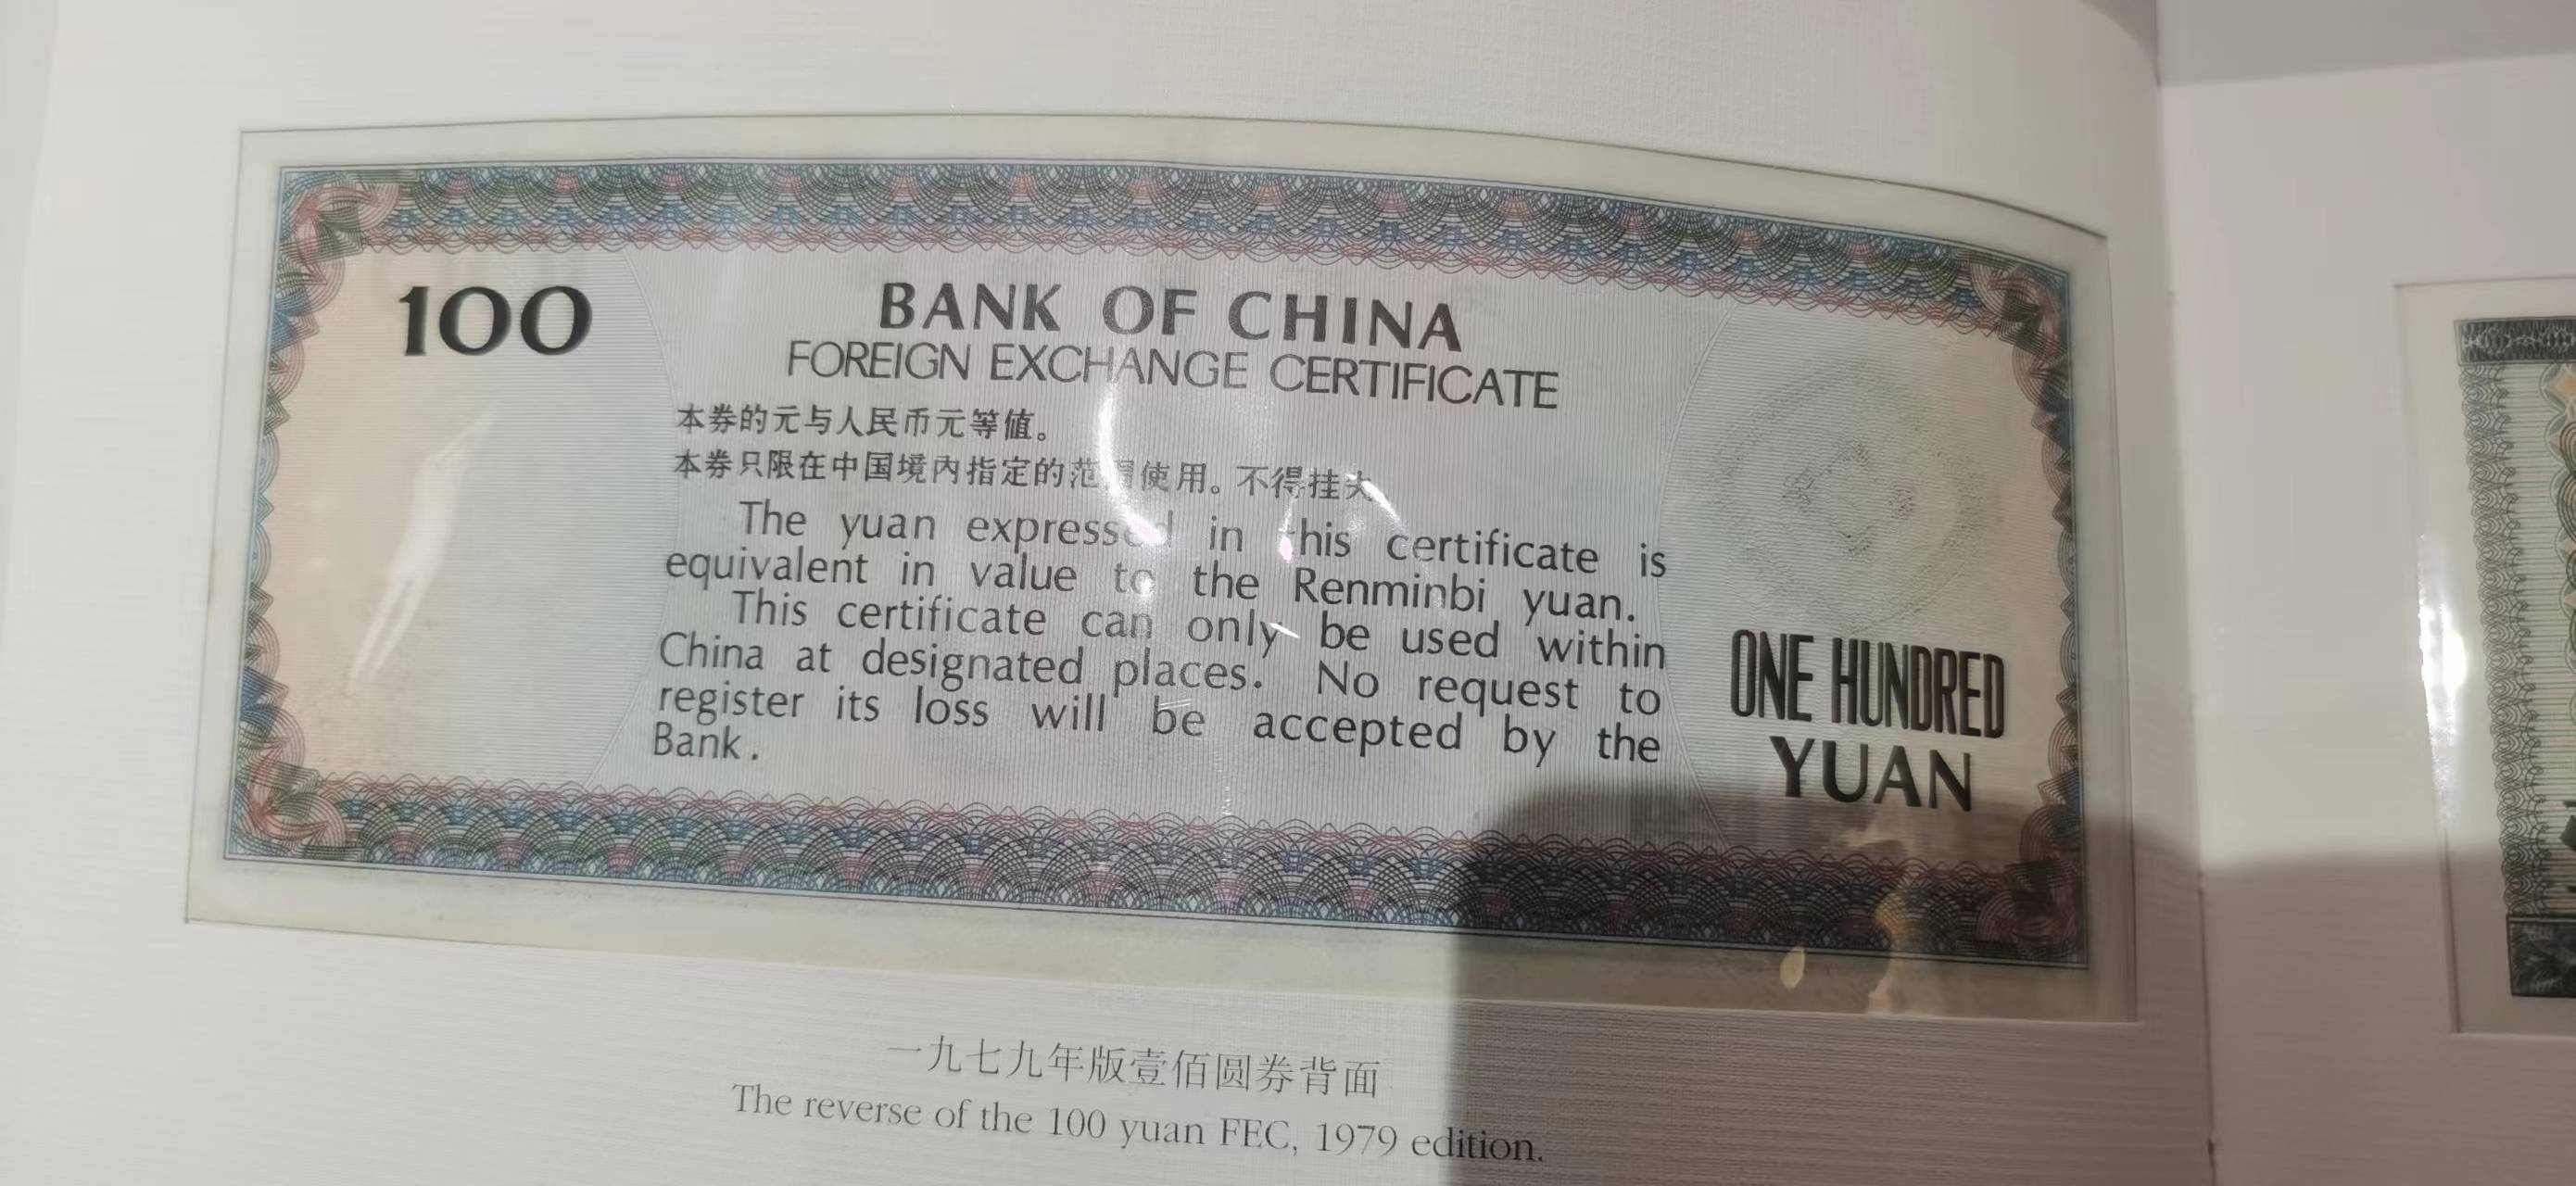 100
BANK OF CHINA
FOREIGN EXCHANGE CERTIFICATE
本券的元与人民币元等值。
本券只限在中国境内指定的范围使用。不得挂失
The yuan expressed in this certificate is
equivalent in value to the Renminbi yuan.
This certificate can only be used within
China at designated places. No request to
register its loss will be accepted by the
Bank.
ONE HUNDRED
YUAN
一九七九年版壹佰圆券背面
The reverse of the 100 yuan FEC, 1979 edition.